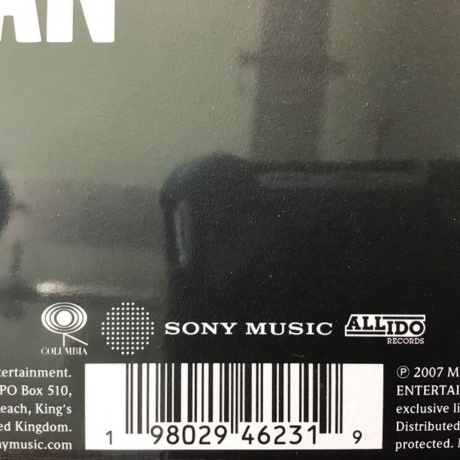 AN
COLUMBIA
SONY MUSIC
ALLIDO
RECORDS
tertainment.
PO Box 510,
each, King's
ed Kingdom.
nymusic.com
1 98029 46231 9
℗ 2007 M
ENTERTAI
exclusive li
Distributed
protected.